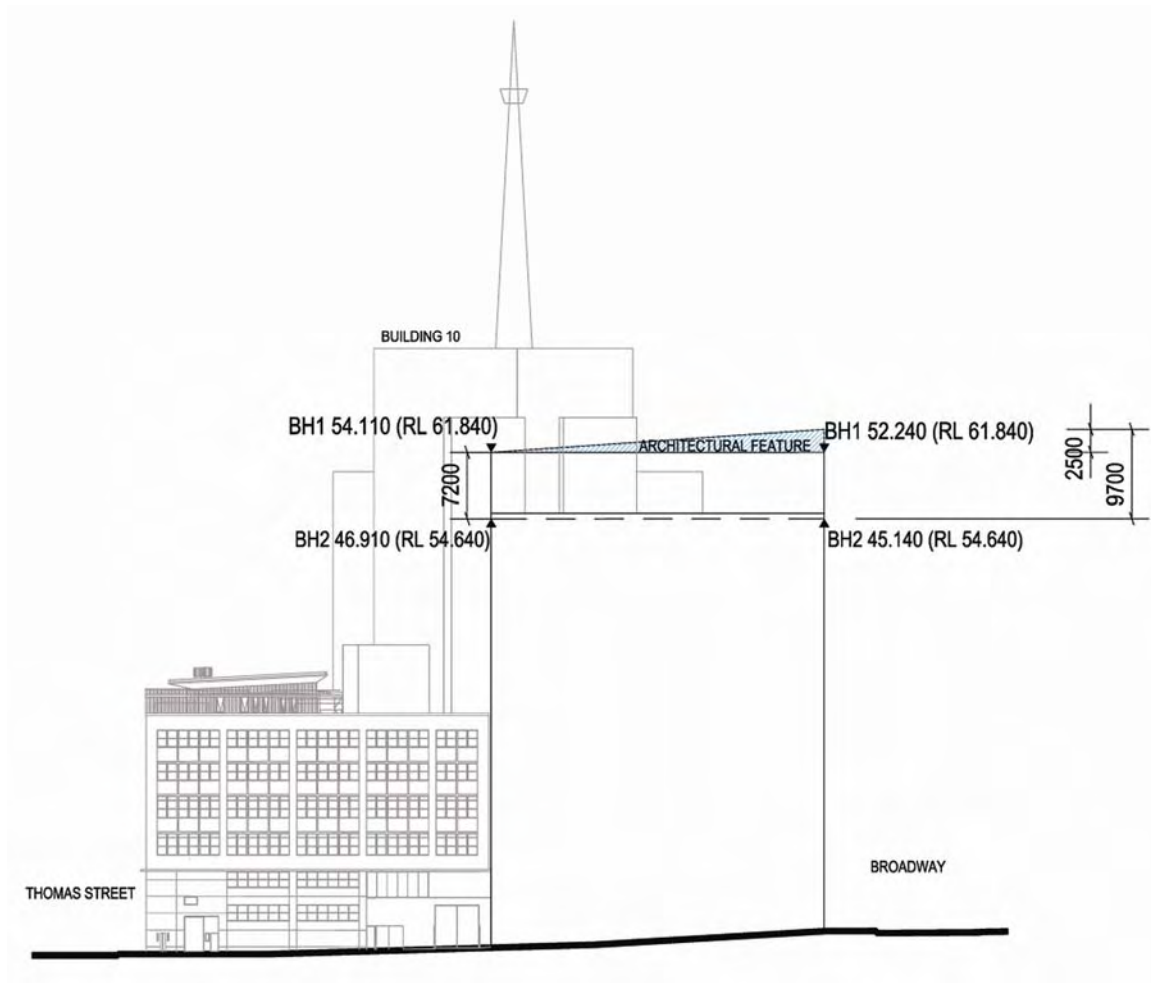 BUILDING 10
BH1 54.110 (RL 61.840)
BH1 52.240 (RL 61.840)
ARCHITECTURAL FEATURE
7200
2500
9700
BH2 46.910 (RL 54.640)
BH2 45.140 (RL 54.640)
BROADWAY
THOMAS STREET